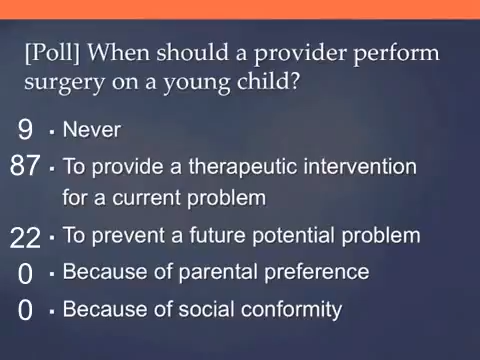 [Poll] When should a provider perform
surgery on a young child?
9 ▪ Never
87 ▪ To provide a therapeutic intervention
for a current problem
22 ▪ To prevent a future potential problem
0 ▪ Because of parental preference
0 ▪ Because of social conformity